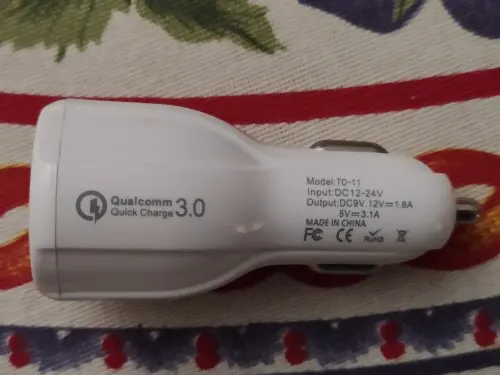 Qualcomm
Quick Charge 3.0
Model:TO-11
Input:DC12-24V
Output:DC9V.12V⎓1.8A
5V⎓3.1A
MADE IN CHINA
FC CE RoHS